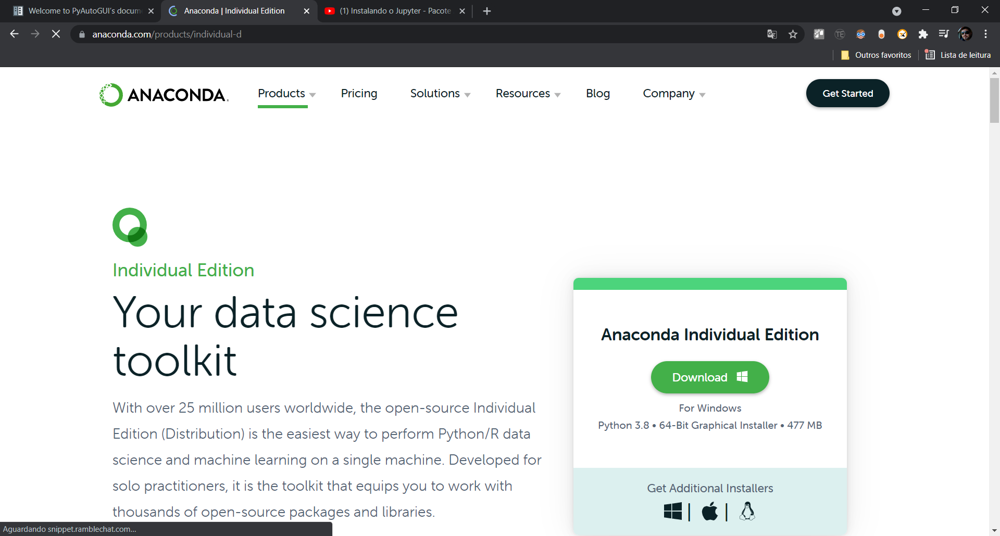 Welcome to PyAutoGUI's docum
Anaconda | Individual Edition
(1) Instalando o Jupyter - Pacote
anaconda.com/products/individual-d
TE
Outros favoritos
Lista de leitura
ANACONDA.
Products
Pricing
Solutions
Resources
Blog
Company
Get Started
Individual Edition
Your data science
toolkit
With over 25 million users worldwide, the open-source Individual
Edition (Distribution) is the easiest way to perform Python/R data
science and machine learning on a single machine. Developed for
solo practitioners, it is the toolkit that equips you to work with
thousands of open-source packages and libraries.
Anaconda Individual Edition
Download
For Windows
Python 3.8 • 64-Bit Graphical Installer • 477 MB
Get Additional Installers
Aguardando snippet.ramblechat.com...